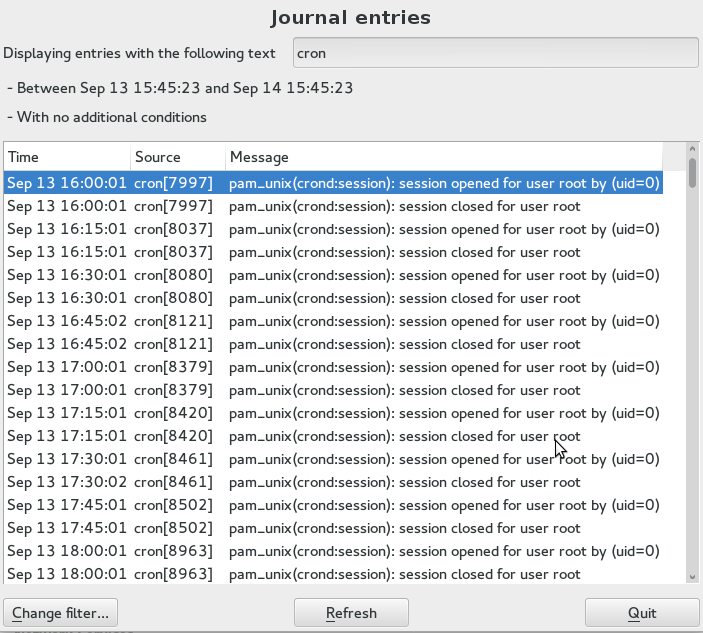 Journal entries
Displaying entries with the following text cron
- Between Sep 13 15:45:23 and Sep 14 15:45:23
- With no additional conditions
Time Source Message
Sep 13 16:00:01 cron[7997] pam_unix(crond:session): session opened for user root by (uid=0)
Sep 13 16:00:01 cron[7997] pam_unix(crond:session): session closed for user root
Sep 13 16:15:01 cron[8037] pam_unix(crond:session): session opened for user root by (uid=0)
Sep 13 16:15:01 cron[8037] pam_unix(crond:session): session closed for user root
Sep 13 16:30:01 cron[8080] pam_unix(crond:session): session opened for user root by (uid=0)
Sep 13 16:30:01 cron[8080] pam_unix(crond:session): session closed for user root
Sep 13 16:45:02 cron[8121] pam_unix(crond:session): session opened for user root by (uid=0)
Sep 13 16:45:02 cron[8121] pam_unix(crond:session): session closed for user root
Sep 13 17:00:01 cron[8379] pam_unix(crond:session): session opened for user root by (uid=0)
Sep 13 17:00:01 cron[8379] pam_unix(crond:session): session closed for user root
Sep 13 17:15:01 cron[8420] pam_unix(crond:session): session opened for user root by (uid=0)
Sep 13 17:15:01 cron[8420] pam_unix(crond:session): session closed for user root
Sep 13 17:30:01 cron[8461] pam_unix(crond:session): session opened for user root by (uid=0)
Sep 13 17:30:02 cron[8461] pam_unix(crond:session): session closed for user root
Sep 13 17:45:01 cron[8502] pam_unix(crond:session): session opened for user root by (uid=0)
Sep 13 17:45:01 cron[8502] pam_unix(crond:session): session closed for user root
Sep 13 18:00:01 cron[8963] pam_unix(crond:session): session opened for user root by (uid=0)
Sep 13 18:00:01 cron[8963] pam_unix(crond:session): session closed for user root
Change filter... Refresh Quit